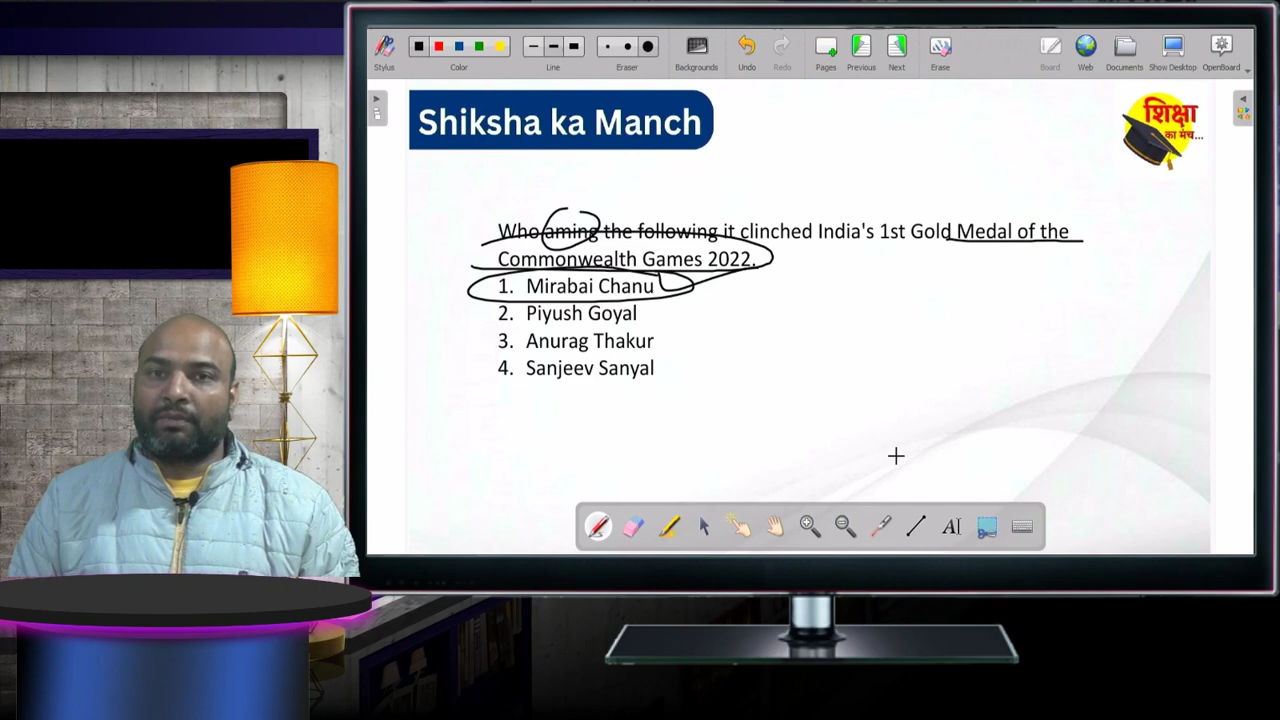 Stylus
Color
Line
Eraser
Backgrounds
Undo
Redo
Pages
Previous
Next
Erase
Board
Web
Documents
Show Desktop
OpenBoard
Shiksha ka Manch
शिक्षा
का मंच...
Who aming the following it clinched India's 1st Gold Medal of the
Commonwealth Games 2022.
1. Mirabai Chanu
2. Piyush Goyal
3. Anurag Thakur
4. Sanjeev Sanyal
AI